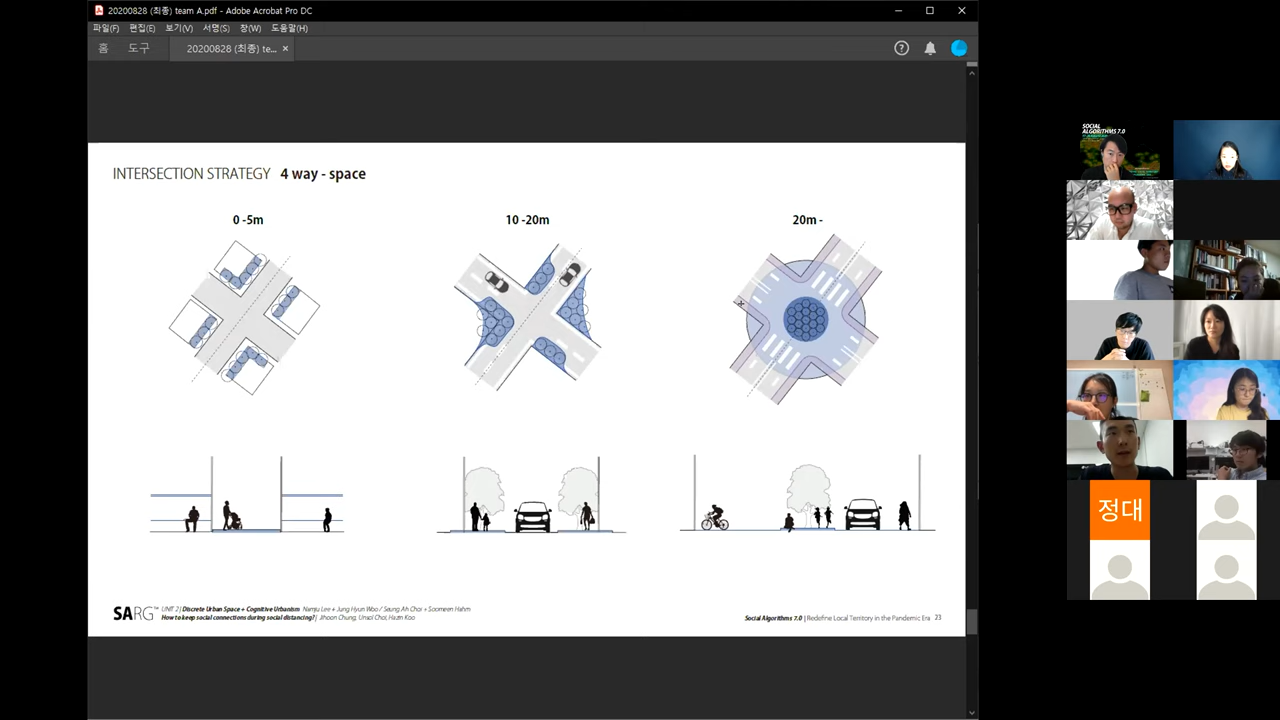 20200828 (최종) team A.pdf - Adobe Acrobat Pro DC
파일(F) 편집(E) 보기(V) 서명(S) 창(W) 도움말(H)
홈 도구 20200828 (최종) te... ×
INTERSECTION STRATEGY 4 way - space
0 -5m
10 -20m
20m -
SARG™ UNIT 2 | Discrete Urban Space + Cognitive Urbanism Namju Lee + Jung Hyun Woo / Seung Ah Choi + Soomeen Hahm
How to keep social connections during social distancing? | Jihoon Chung, Unsol Choi, Hazin Koo
Social Algorithms 7.0 | Redefine Local Territory in the Pandemic Era 23
SOCIAL
ALGORITHMS 7.0
정대